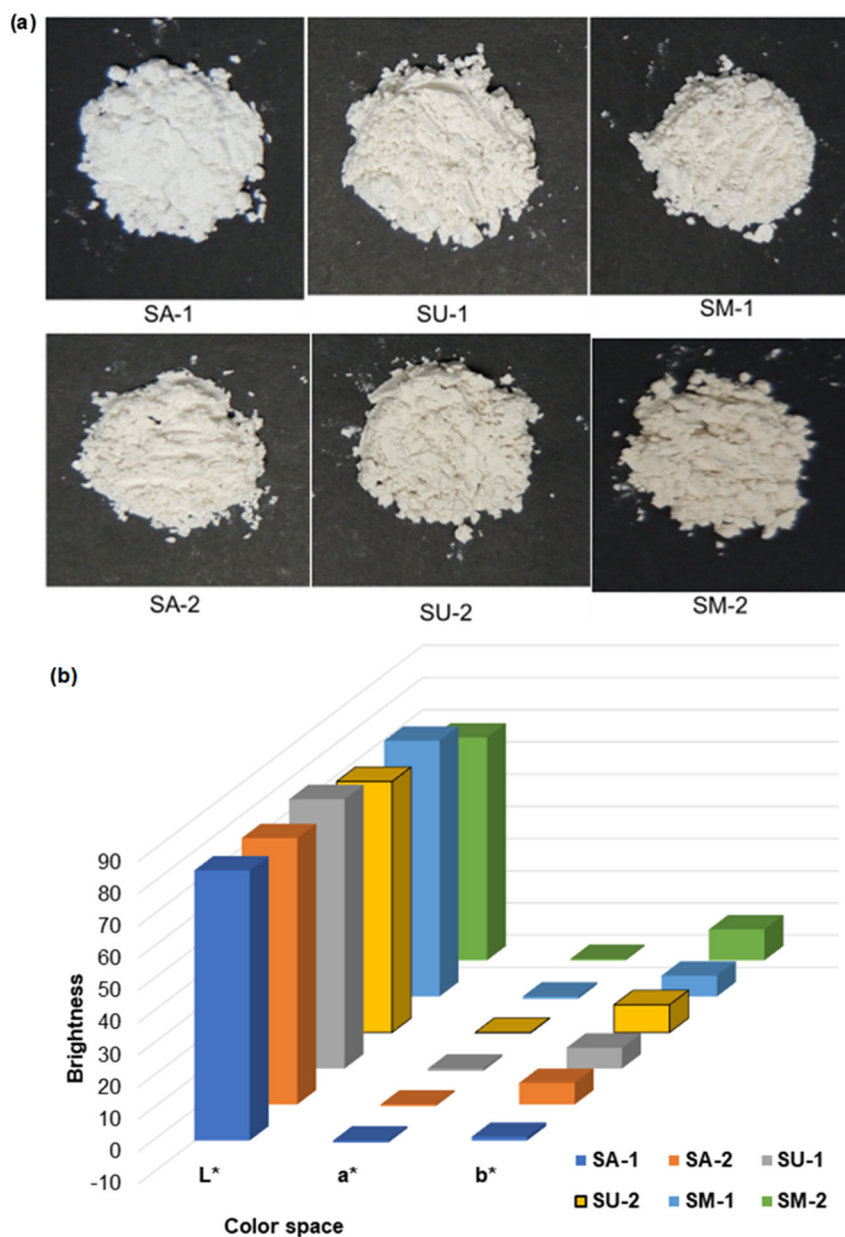 (a)
SA-1 SU-1 SM-1
SA-2 SU-2 SM-2
(b)
90
80
70
60
50
40
30
20
10
0
-10
Brightness
L* a* b*
Color space
SA-1 SA-2 SU-1
SU-2 SM-1 SM-2